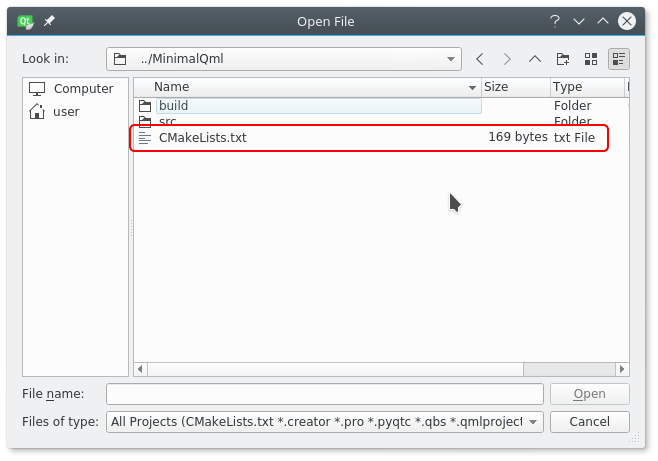 Qt Open File ?
Look in: ../MinimalQml
Computer
user
Name Size Type
build Folder
src Folder
CMakeLists.txt 169 bytes txt File
File name: Open
Files of type: All Projects (CMakeLists.txt *.creator *.pro *.pyqtc *.qbs *.qmlproject Cancel